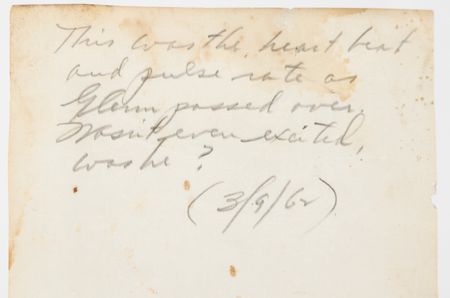 This was the heart beat
and pulse rate as
Glenn passed over.
Wasn't even excited,
was he?
(3/9/62)